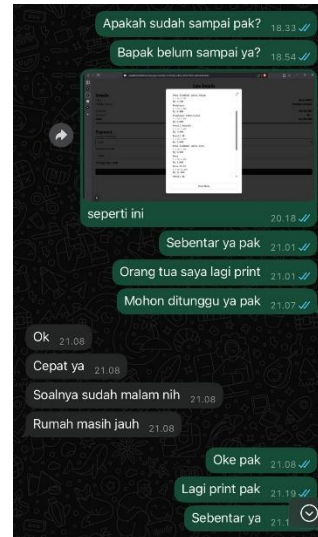 Apakah sudah sampai pak? 18.33
Bapak belum sampai ya? 18.54
seperti ini 20.18
Sebentar ya pak 21.01
Orang tua saya lagi print 21.01
Mohon ditunggu ya pak 21.07
Ok 21.08
Cepat ya 21.08
Soalnya sudah malam nih 21.08
Rumah masih jauh 21.08
Oke pak 21.08
Lagi print pak 21.19
Sebentar ya